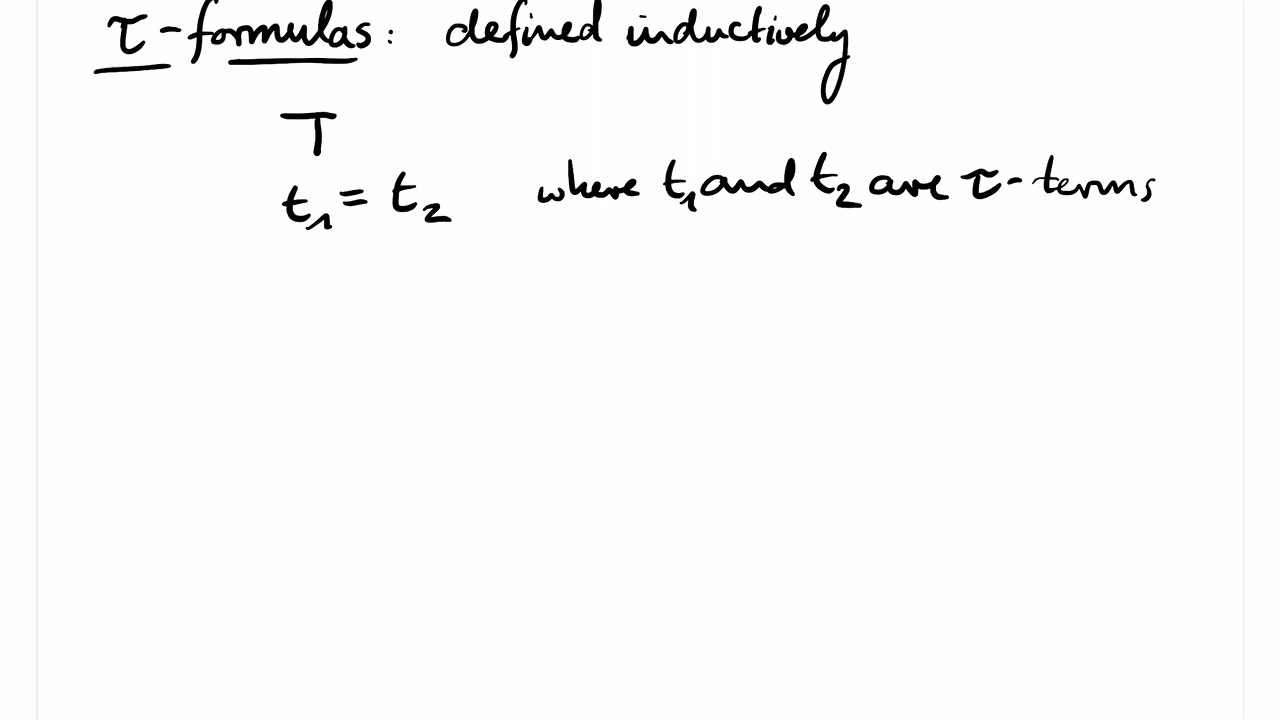 τ-formulas: defined inductively
⊤
t₁ = t₂ where t₁ and t₂ are τ-terms